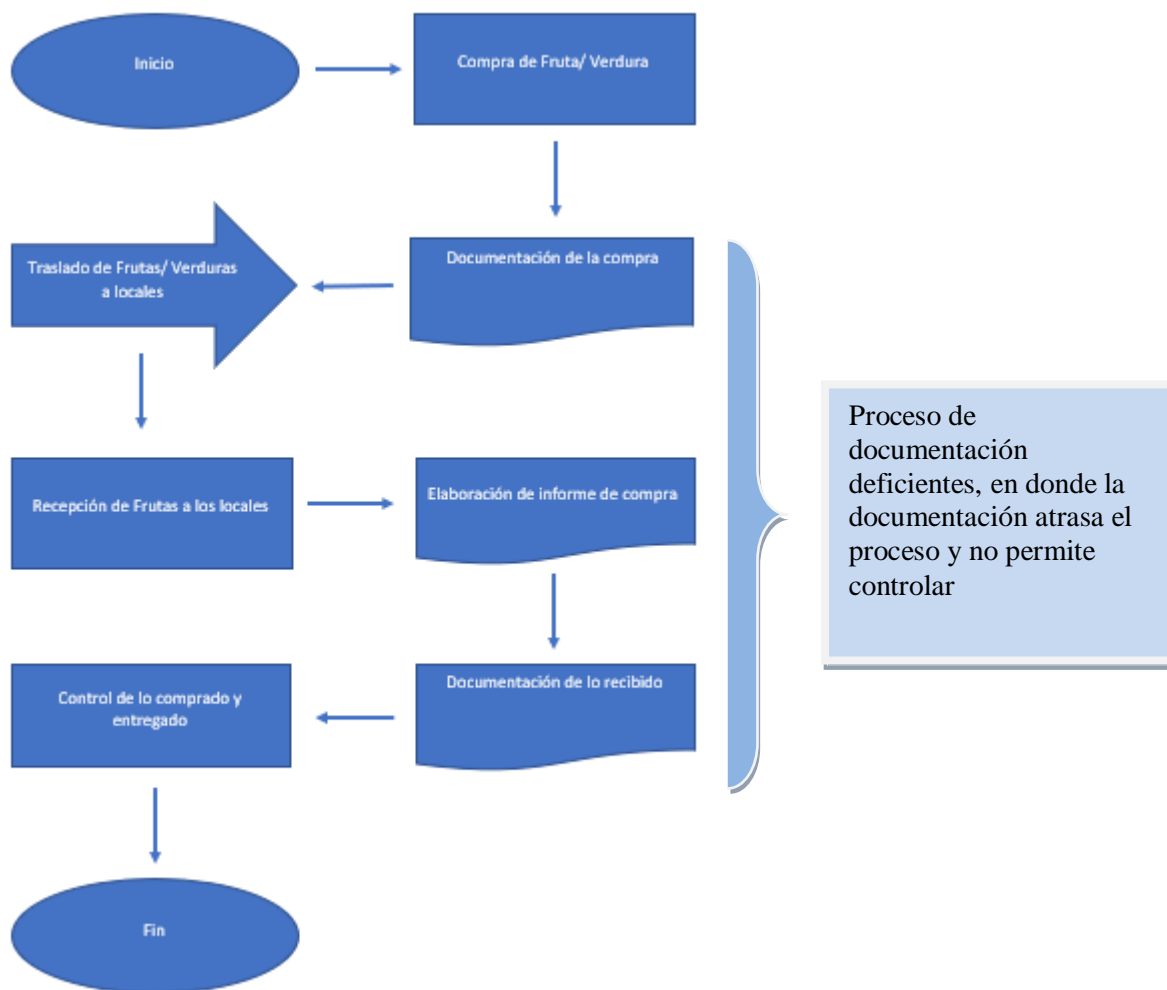 Inicio
Compra de Fruta/ Verdura
Documentación de la compra
Traslado de Frutas/ Verduras
a locales
Recepción de Frutas a los locales
Elaboración de informe de compra
Documentación de lo recibido
Control de lo comprado y
entregado
Fin
Proceso de
documentación
deficientes, en donde la
documentación atrasa el
proceso y no permite
controlar